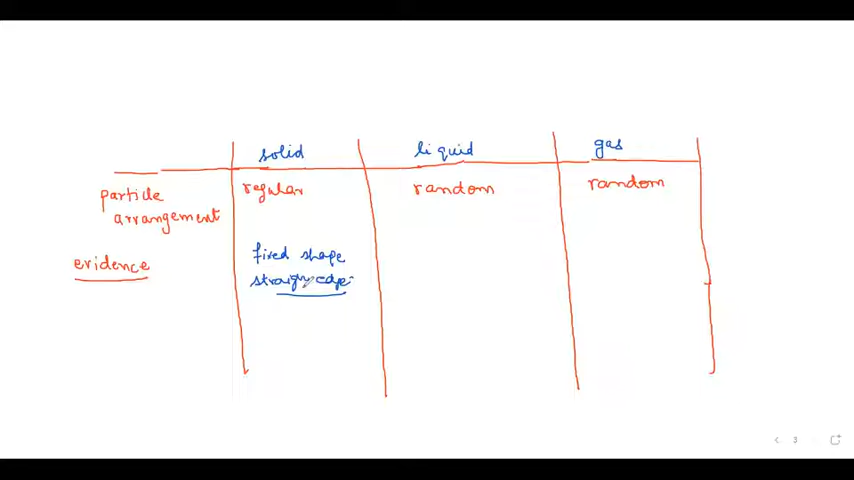 solid liquid gas
particle regular random random
arrangement
evidence fixed shape
straight edge
3